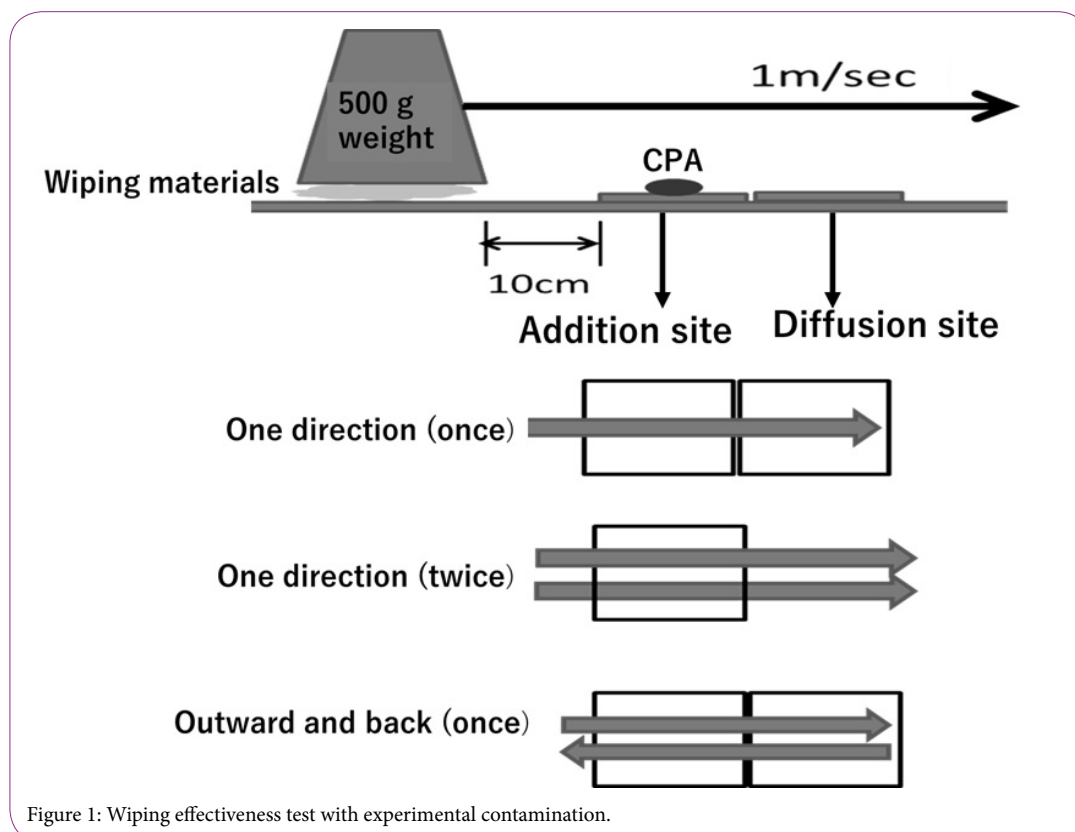 1m/sec
500 g
weight
CPA
Wiping materials
10cm
Addition site
Diffusion site
One direction (once)
One direction (twice)
Outward and back (once)
Figure 1: Wiping effectiveness test with experimental contamination.